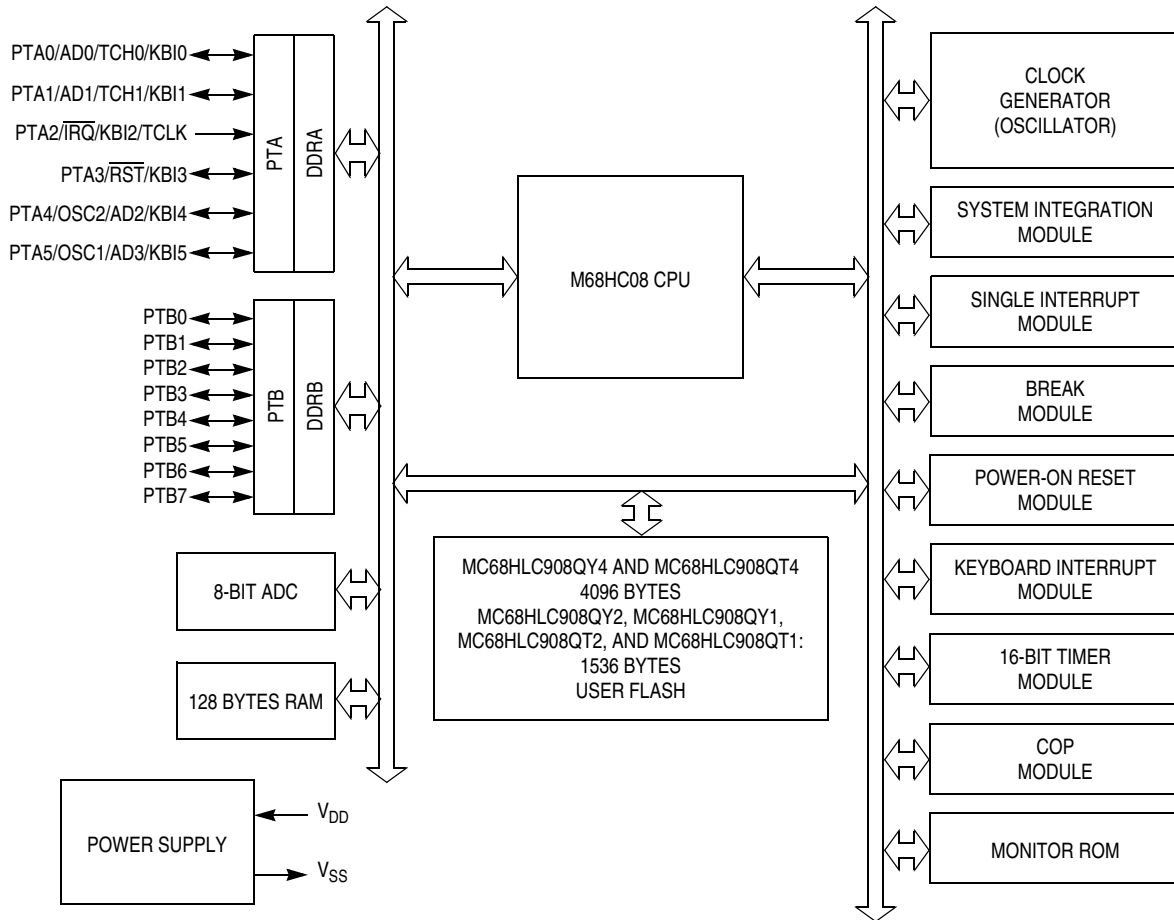 PTA0/AD0/TCH0/KBI0
PTA1/AD1/TCH1/KBI1
PTA2/I̅R̅Q̅/KBI2/TCLK
PTA3/R̅S̅T̅/KBI3
PTA4/OSC2/AD2/KBI4
PTA5/OSC1/AD3/KBI5
PTA
DDRA
PTB0
PTB1
PTB2
PTB3
PTB4
PTB5
PTB6
PTB7
PTB
DDRB
8-BIT ADC
128 BYTES RAM
POWER SUPPLY
V_DD
V_SS
M68HC08 CPU
MC68HLC908QY4 AND MC68HLC908QT4
4096 BYTES
MC68HLC908QY2, MC68HLC908QY1,
MC68HLC908QT2, AND MC68HLC908QT1:
1536 BYTES
USER FLASH
CLOCK
GENERATOR
(OSCILLATOR)
SYSTEM INTEGRATION
MODULE
SINGLE INTERRUPT
MODULE
BREAK
MODULE
POWER-ON RESET
MODULE
KEYBOARD INTERRUPT
MODULE
16-BIT TIMER
MODULE
COP
MODULE
MONITOR ROM